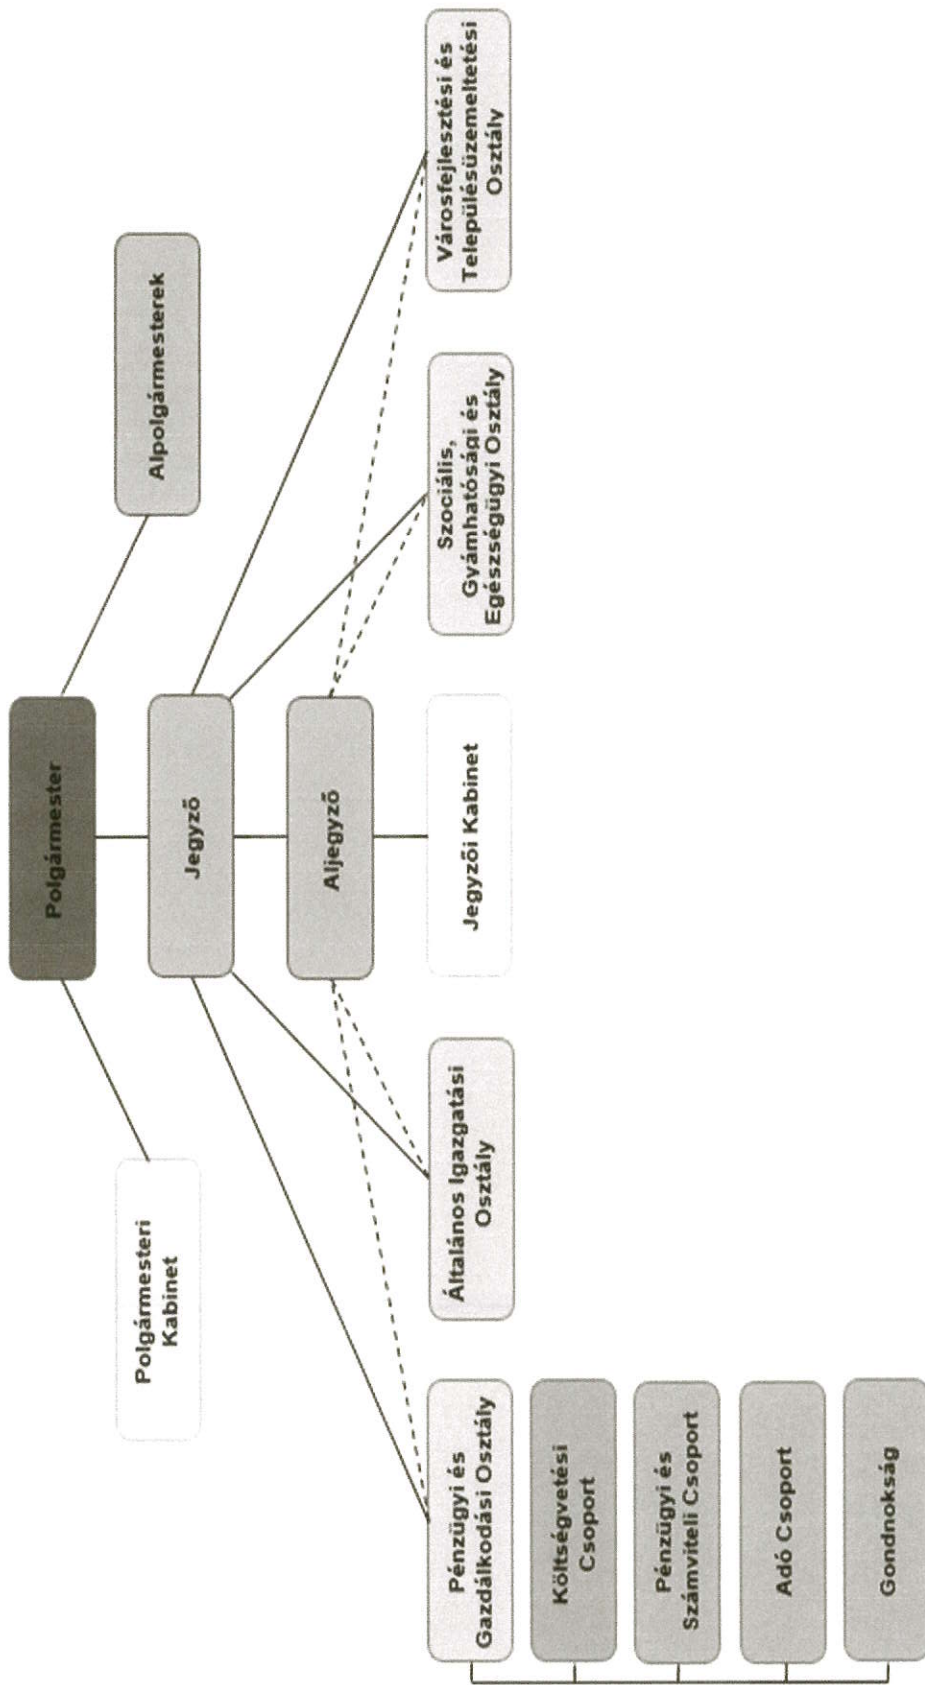 Polgármester
Polgármesteri
Kabinet
Alpolgármesterek
Jegyző
Aljegyző
Pénzügyi és
Gazdálkodási Osztály
Általános Igazgatási
Osztály
Jegyzői Kabinet
Szociális,
Gyámhatósági és
Egészségügyi Osztály
Városfejlesztési és
Településüzemeltetési
Osztály
Költségvetési
Csoport
Pénzügyi és
Számviteli Csoport
Adó Csoport
Gondnokság